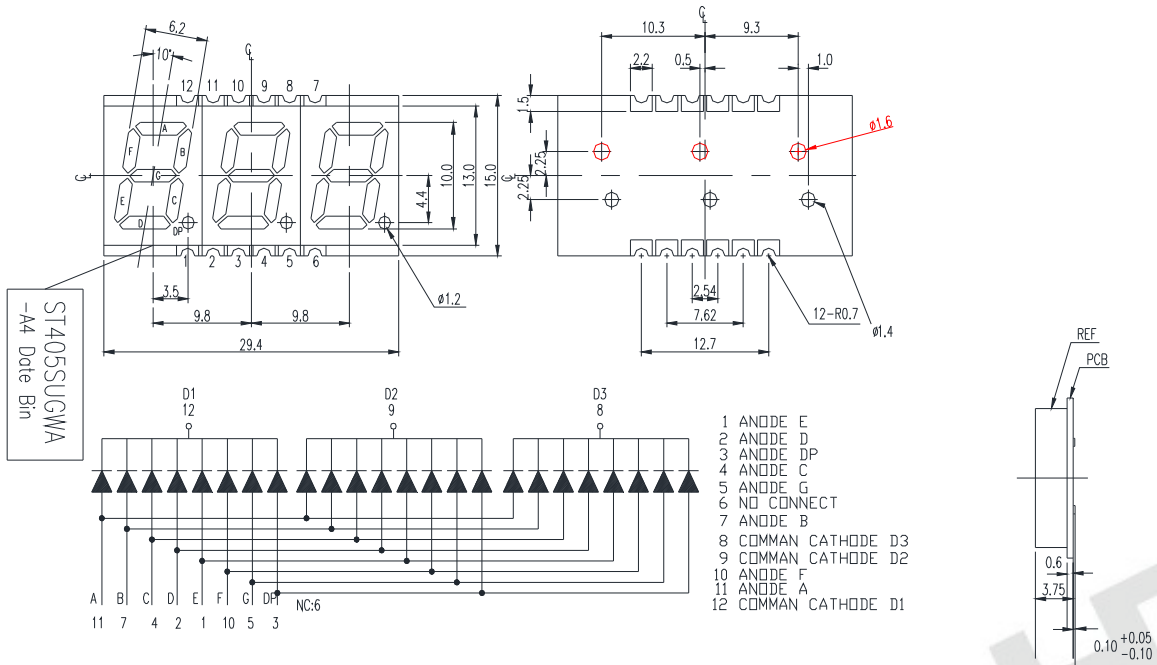 6.2
10°
℄
12 11 10 9 8 7
A
F
B
G
E
C
D
DP
℄
1 2 3 4 5 6
4.4
10.0
13.0
15.0
3.5
9.8
9.8
29.4
ø1.2
ST405SUGWA
-A4 Date Bin
℄
10.3
9.3
2.2
0.5
1.0
1.5
ø1.6
2.25
℄
2.25
2.54
7.62
12.7
12-R0.7
ø1.4
D1
12
D2
9
D3
8
A B C D E F G DP
11 7 4 2 1 10 5 3
NC:6
1 ANODE E
2 ANODE D
3 ANODE DP
4 ANODE C
5 ANODE G
6 NO CONNECT
7 ANODE B
8 COMMAN CATHODE D3
9 COMMAN CATHODE D2
10 ANODE F
11 ANODE A
12 COMMAN CATHODE D1
REF
PCB
0.6
3.75
0.10 +0.05
-0.10